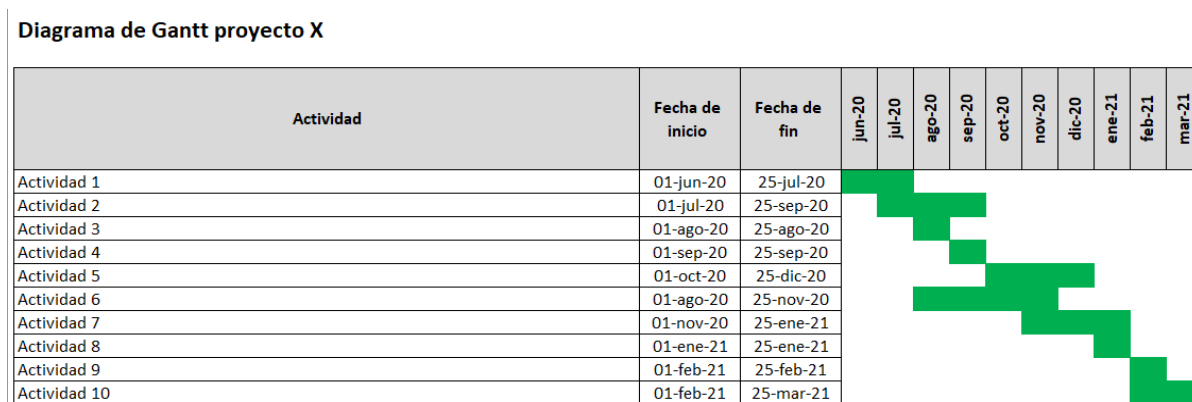 Diagrama de Gantt proyecto X
Actividad Fecha de inicio Fecha de fin jun-20 jul-20 ago-20 sep-20 oct-20 nov-20 dic-20 ene-21 feb-21 mar-21
Actividad 1 01-jun-20 25-jul-20
Actividad 2 01-jul-20 25-sep-20
Actividad 3 01-ago-20 25-ago-20
Actividad 4 01-sep-20 25-sep-20
Actividad 5 01-oct-20 25-dic-20
Actividad 6 01-ago-20 25-nov-20
Actividad 7 01-nov-20 25-ene-21
Actividad 8 01-ene-21 25-ene-21
Actividad 9 01-feb-21 25-feb-21
Actividad 10 01-feb-21 25-mar-21